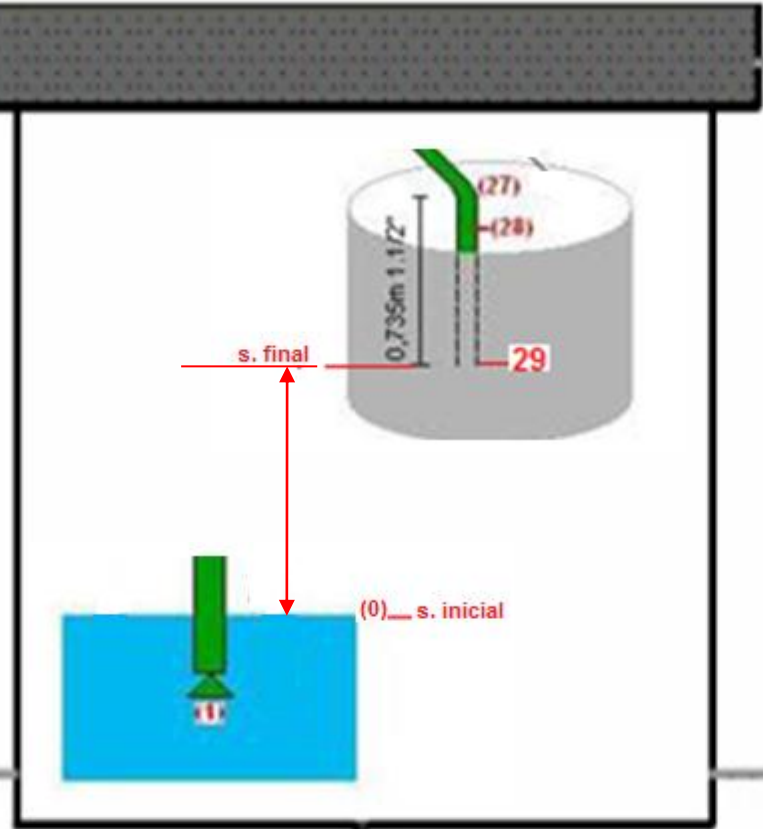 (27)
(28)
0,735m 1.1/2"
s. final
29
(0)
s. inicial
(1)